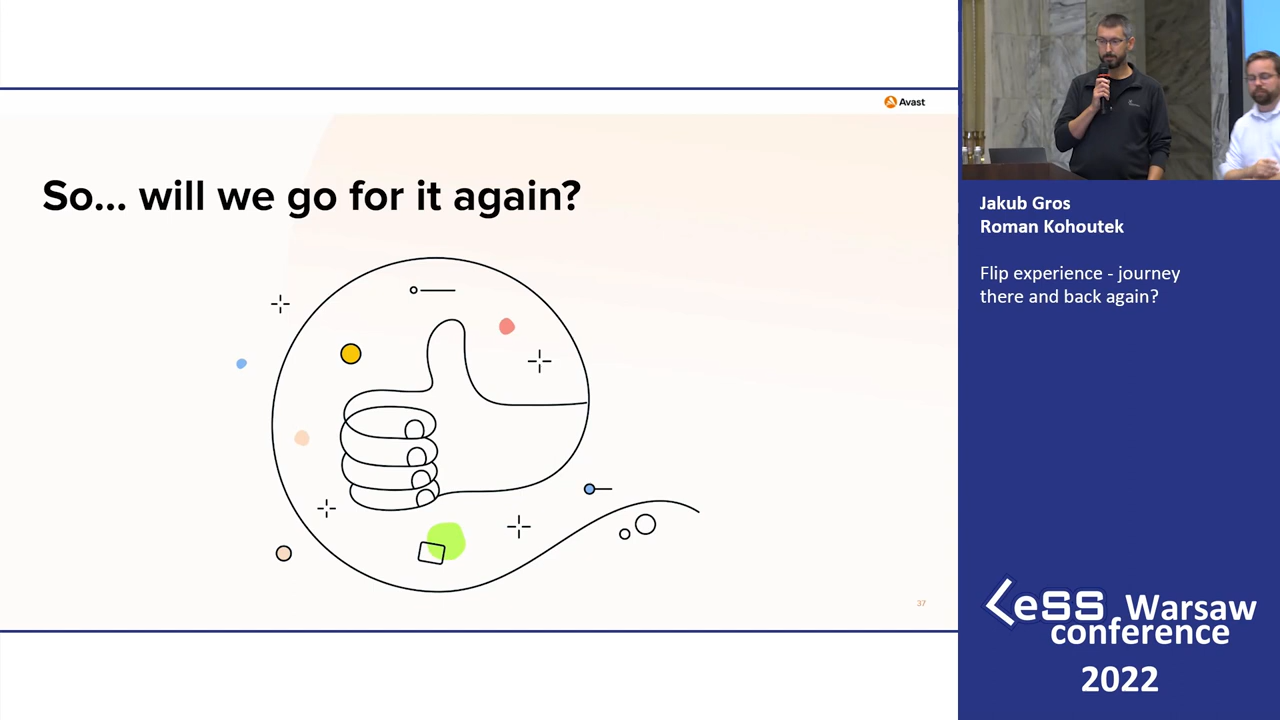 Avast
So... will we go for it again?
37
Jakub Gros
Roman Kohoutek
Flip experience - journey
there and back again?
LeSS Warsaw
conference
2022